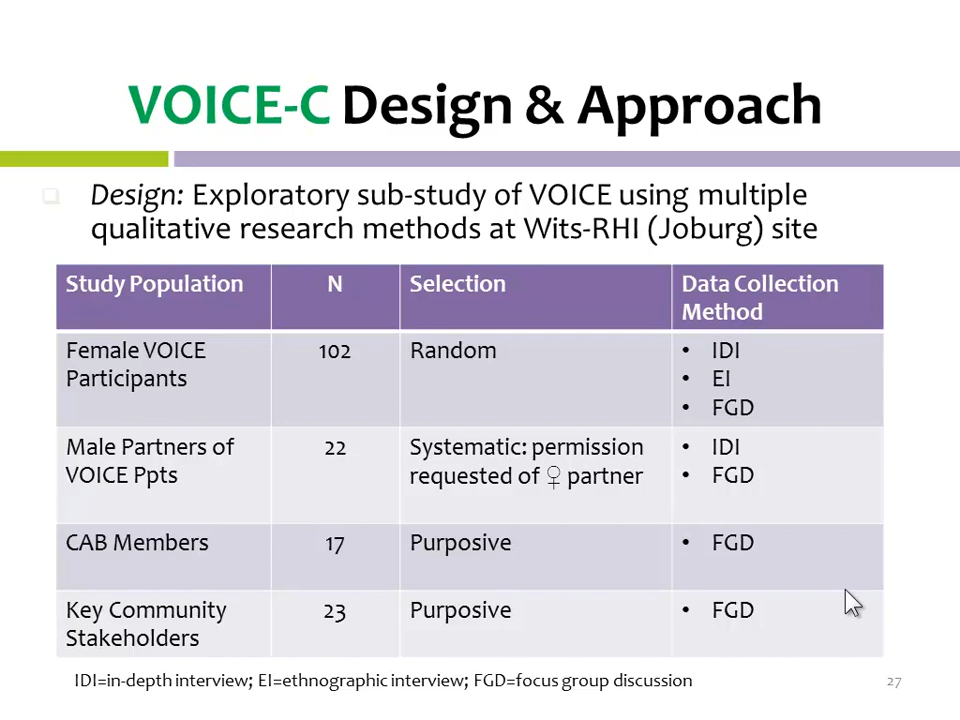 VOICE-C Design & Approach
Design: Exploratory sub-study of VOICE using multiple
qualitative research methods at Wits-RHI (Joburg) site
Study Population N Selection Data Collection
Method
Female VOICE
Participants
102
Random
• IDI
• EI
• FGD
Male Partners of
VOICE Ppts
22
Systematic: permission
requested of ♀ partner
• IDI
• FGD
CAB Members 17 Purposive • FGD
Key Community
Stakeholders
23
Purposive
• FGD
IDI=in-depth interview; EI=ethnographic interview; FGD=focus group discussion
27